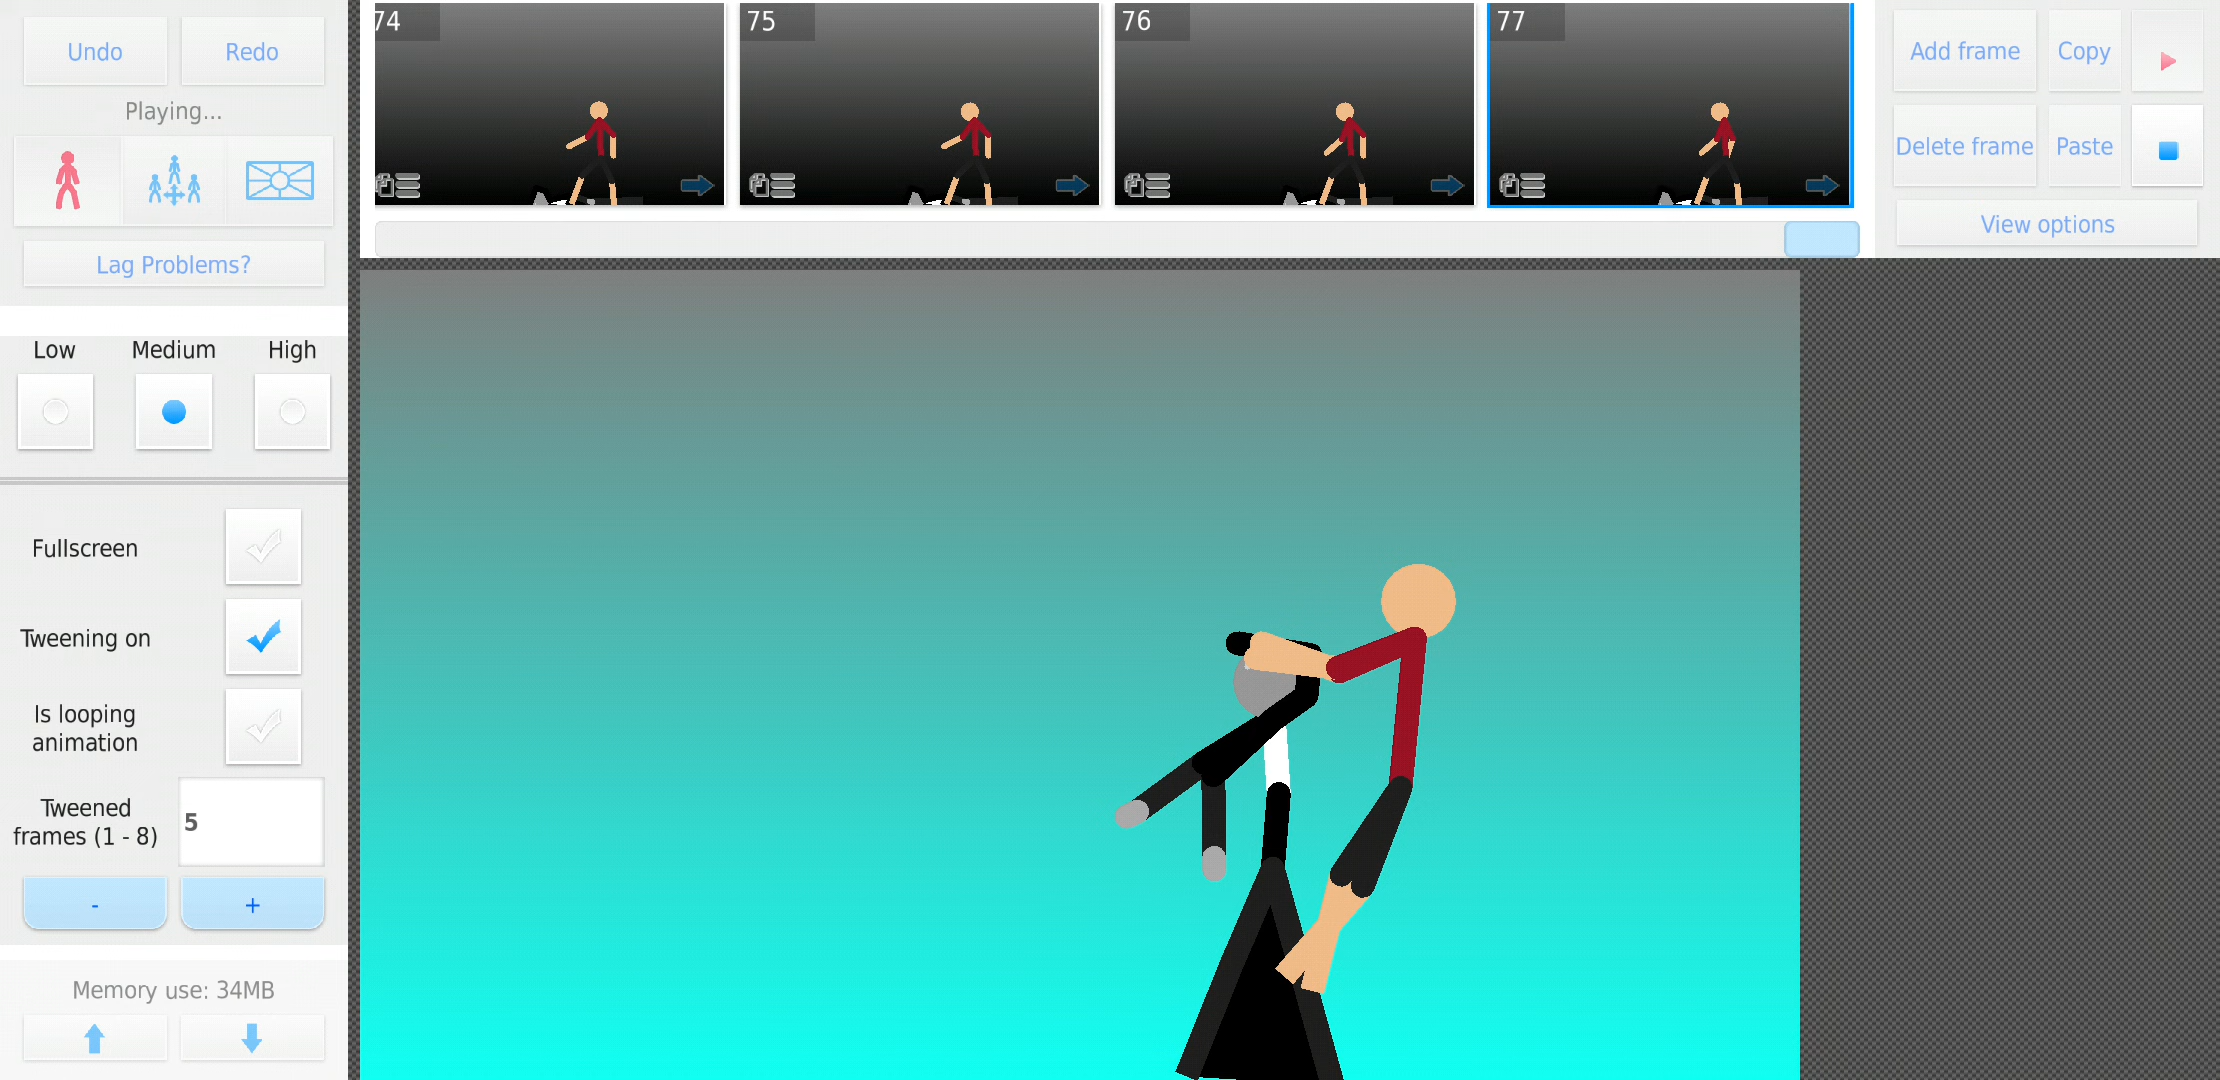 Undo
Redo
Playing...
Lag Problems?
74
75
76
77
Add frame
Copy
Delete frame
Paste
View options
Low
Medium
High
Fullscreen
Tweening on
Is looping
animation
Tweened
frames (1 - 8)
5
-
+
Memory use: 34MB